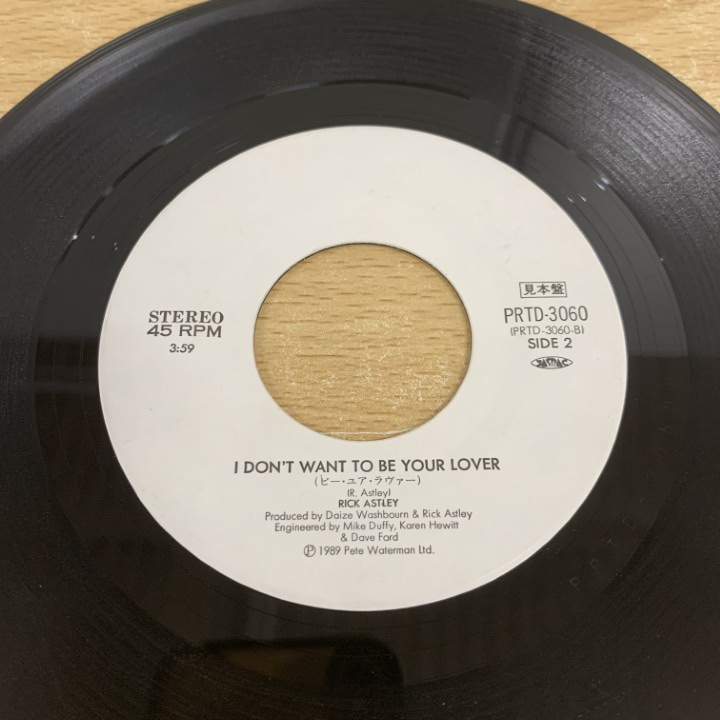 STEREO
45 RPM
3:59
見本盤
PRTD-3060
(PRTD-3060-B)
SIDE 2
JASRAC
I DON'T WANT TO BE YOUR LOVER
(ビー・ユア・ラヴァー)
(R. Astley)
RICK ASTLEY
Produced by Daize Washbourn & Rick Astley
Engineered by Mike Duffy, Karen Hewitt
& Dave Ford
Ⓟ 1989 Pete Waterman Ltd.